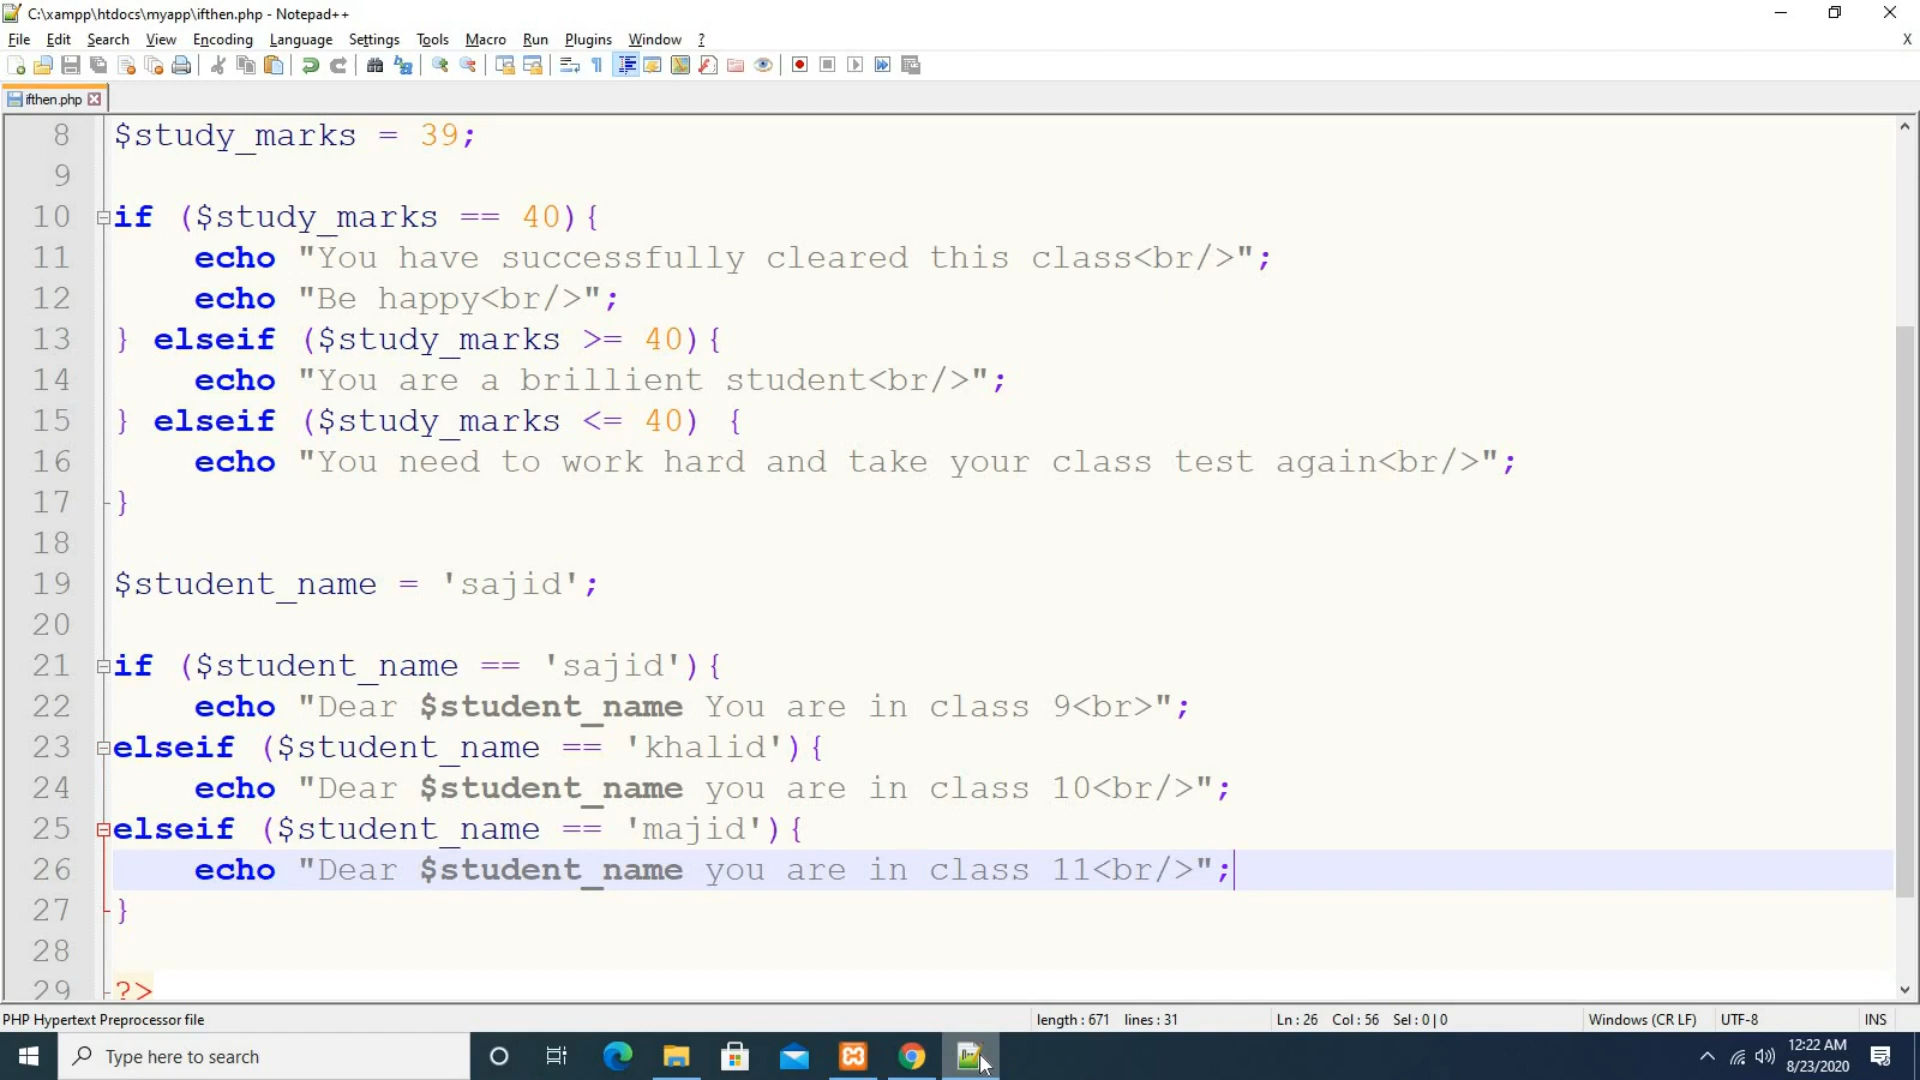 C:\xampp\htdocs\myapp\ifthen.php - Notepad++
File Edit Search View Encoding Language Settings Tools Macro Run Plugins Window ? X
ifthen.php
8 $study_marks = 39;
9
10 if ($study_marks == 40){
11 echo "You have successfully cleared this class<br/>";
12 echo "Be happy<br/>";
13 } elseif ($study_marks >= 40){
14 echo "You are a brillient student<br/>";
15 } elseif ($study_marks <= 40) {
16 echo "You need to work hard and take your class test again<br/>";
17 }
18
19 $student_name = 'sajid';
20
21 if ($student_name == 'sajid'){
22 echo "Dear $student_name You are in class 9<br>";
23 elseif ($student_name == 'khalid'){
24 echo "Dear $student_name you are in class 10<br/>";
25 elseif ($student_name == 'majid'){
26 echo "Dear $student_name you are in class 11<br/>";
27 }
28
29 ?>
PHP Hypertext Preprocessor file length : 671 lines : 31 Ln : 26 Col : 56 Sel : 0 | 0 Windows (CR LF) UTF-8 INS
Type here to search
12:22 AM
8/23/2020